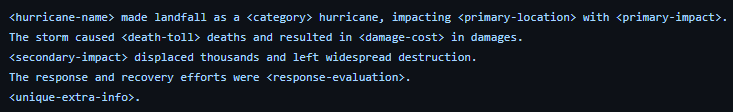 <hurricane-name> made landfall as a <category> hurricane, impacting <primary-location> with <primary-impact>.
The storm caused <death-toll> deaths and resulted in <damage-cost> in damages.
<secondary-impact> displaced thousands and left widespread destruction.
The response and recovery efforts were <response-evaluation>.
<unique-extra-info>.